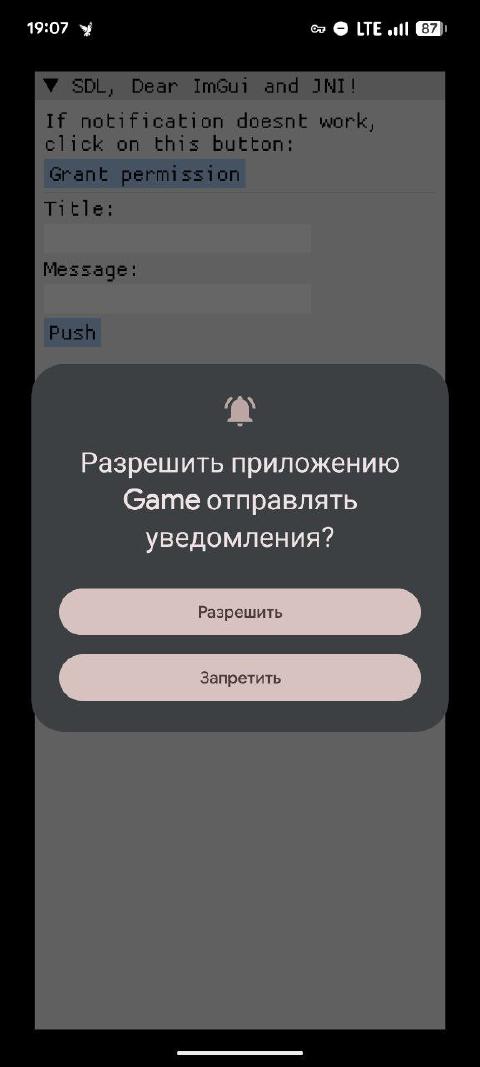 19:07
LTE 87
▼ SDL, Dear ImGui and JNI!
If notification doesnt work,
click on this button:
Grant permission
Title:
Message:
Push
Разрешить приложению
Game отправлять
уведомления?
Разрешить
Запретить